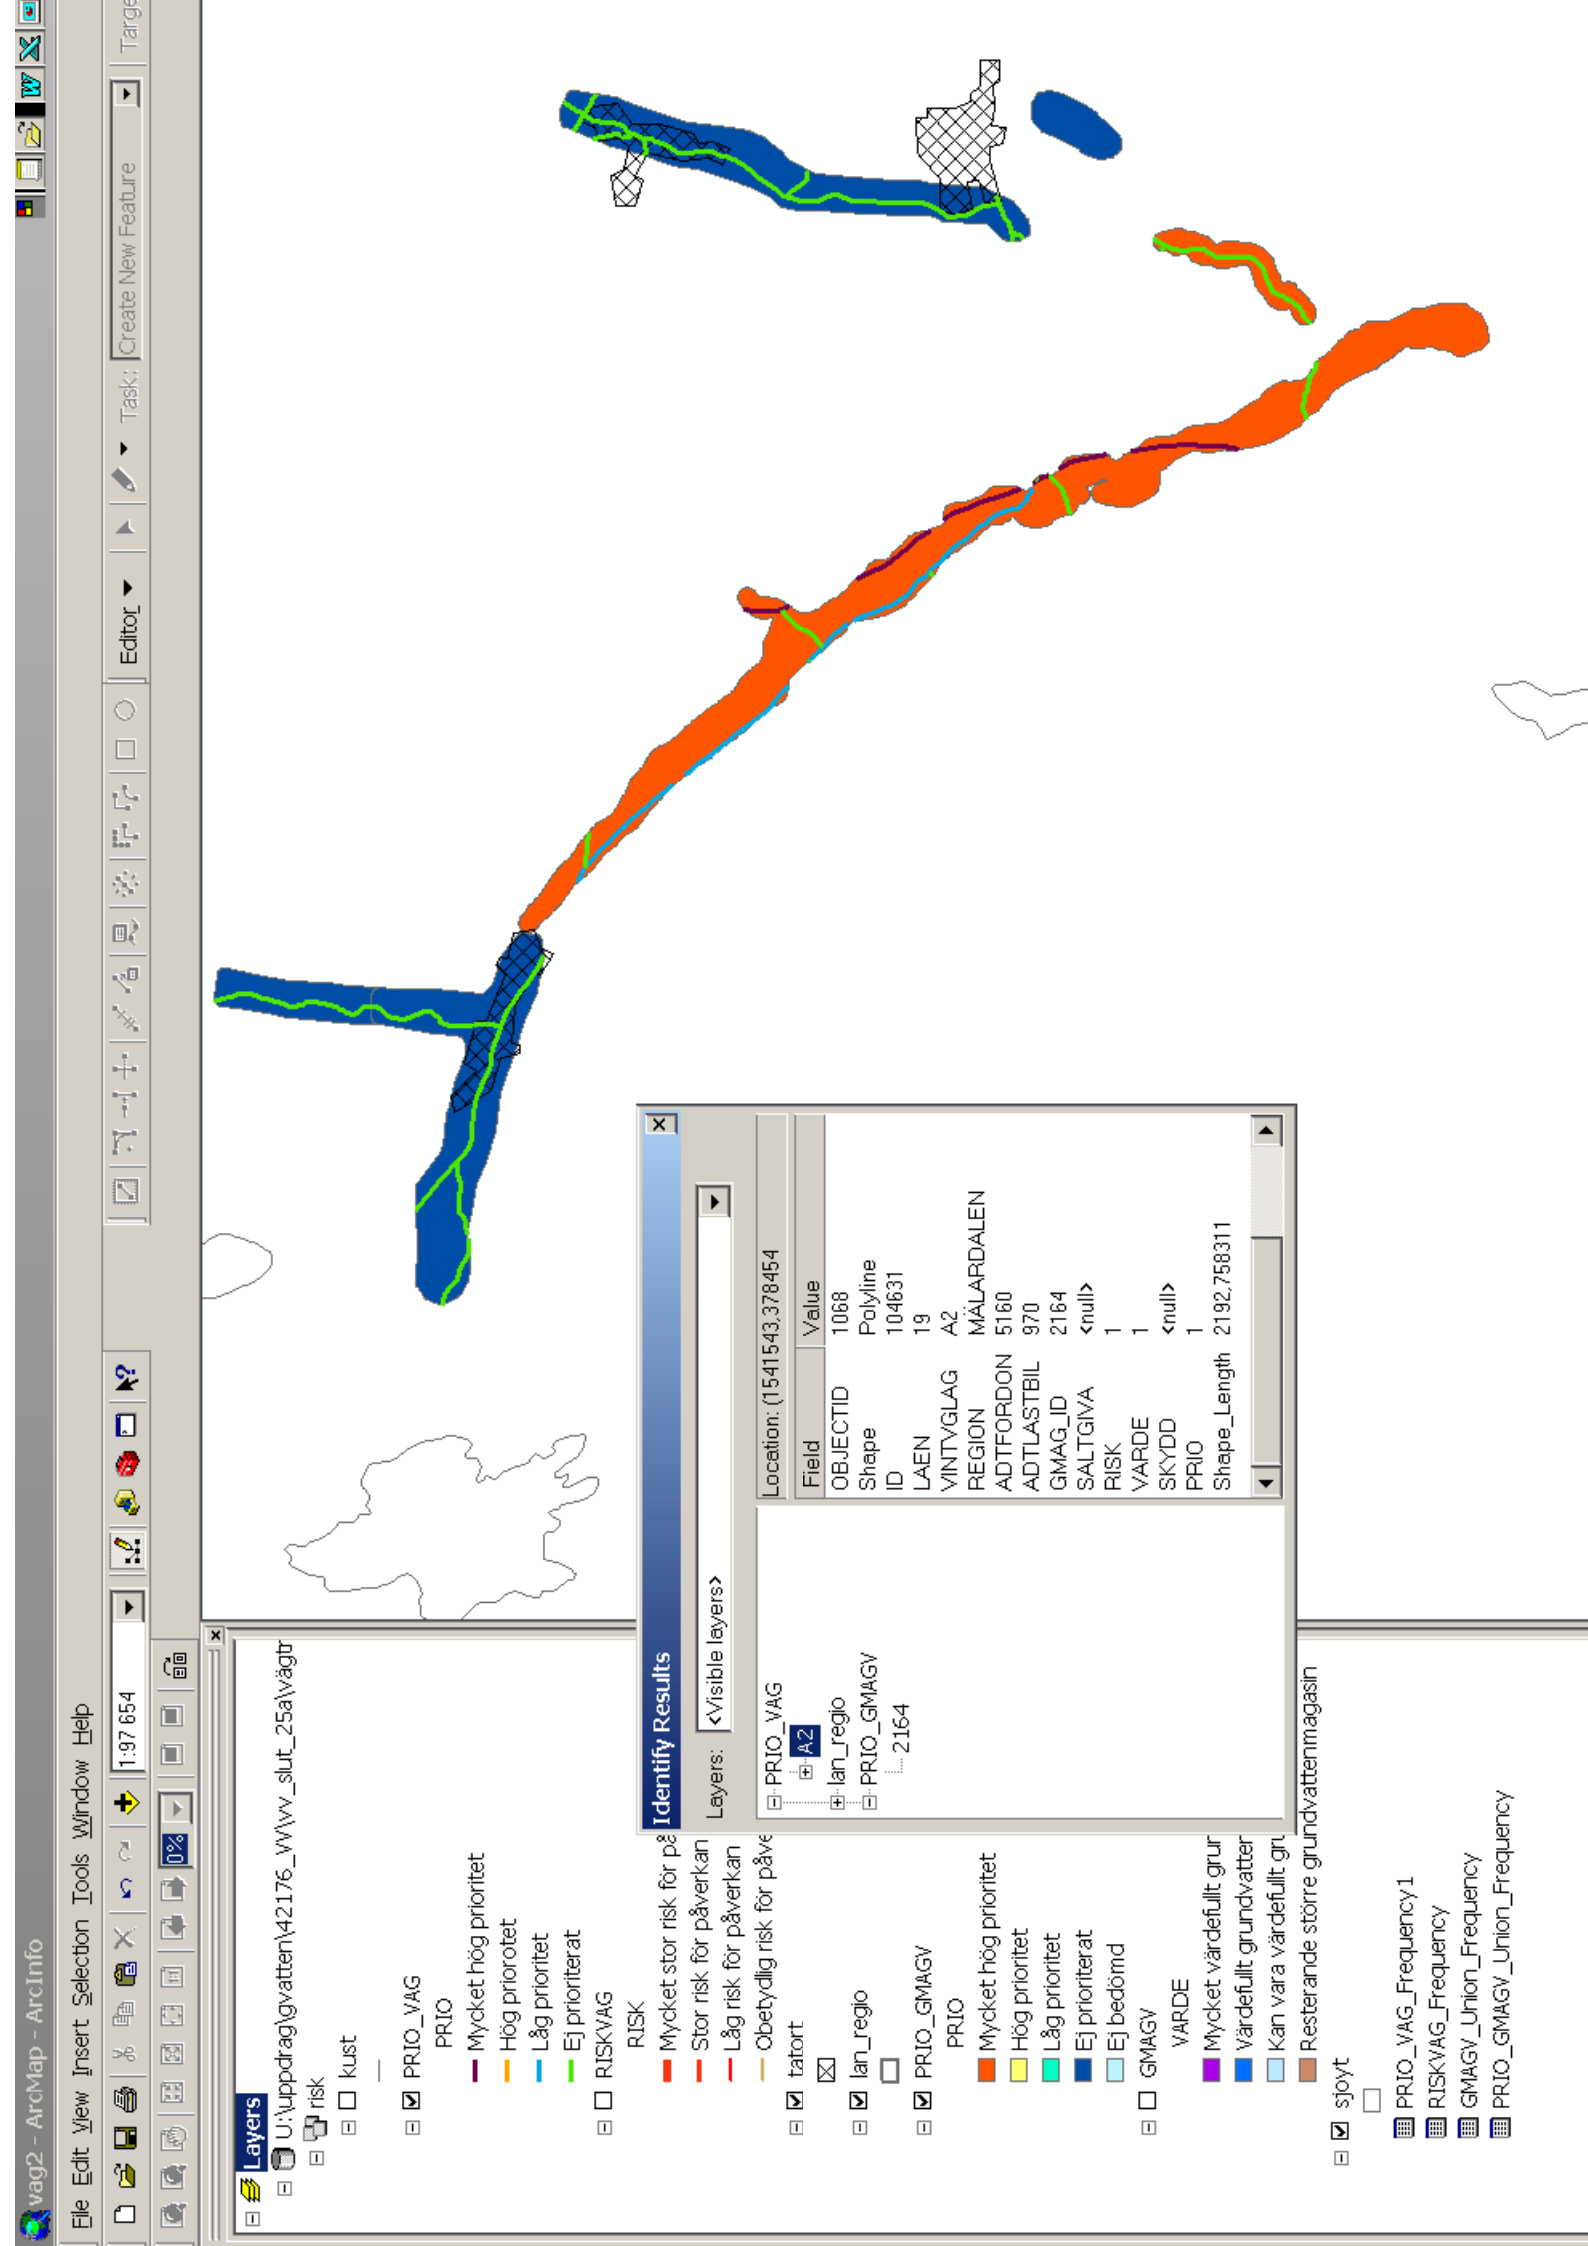 vag2 - ArcMap - ArcInfo
File Edit View Insert Selection Tools Window Help
1:97 654
Editor
Task:
Create New Feature
Targe
0%
Layers
U:\uppdrag\gvatten\42176_VV\vv_slut_25a\vägtr
risk
kust
PRIO_VAG
PRIO
Mycket hög prioritet
Hög priorotet
Låg prioritet
Ej prioriterat
RISKVAG
RISK
Mycket stor risk för på
Stor risk för påverkan
Låg risk för påverkan
Obetydlig risk för påve
tatort
lan_regio
PRIO_GMAGV
PRIO
Mycket hög prioritet
Hög prioritet
Låg prioritet
Ej prioriterat
Ej bedömd
GMAGV
VARDE
Mycket värdefullt grur
Värdefullt grundvatter
Kan vara värdefullt gru
Resterande större grundvattenmagasin
sjoyt
PRIO_VAG_Frequency1
RISKVAG_Frequency
GMAGV_Union_Frequency
PRIO_GMAGV_Union_Frequency
Identify Results
Layers: <Visible layers>
PRIO_VAG
A2
lan_regio
PRIO_GMAGV
2164
Location: (1541543,378454
Field Value
OBJECTID 1068
Shape Polyline
ID 104631
LAEN 19
VINTVGLAG A2
REGION MÄLARDALEN
ADTFORDON 5160
ADTLASTBIL 970
GMAG_ID 2164
SALTGIVA <null>
RISK 1
VARDE 1
SKYDD <null>
PRIO 1
Shape_Length 2192,758311